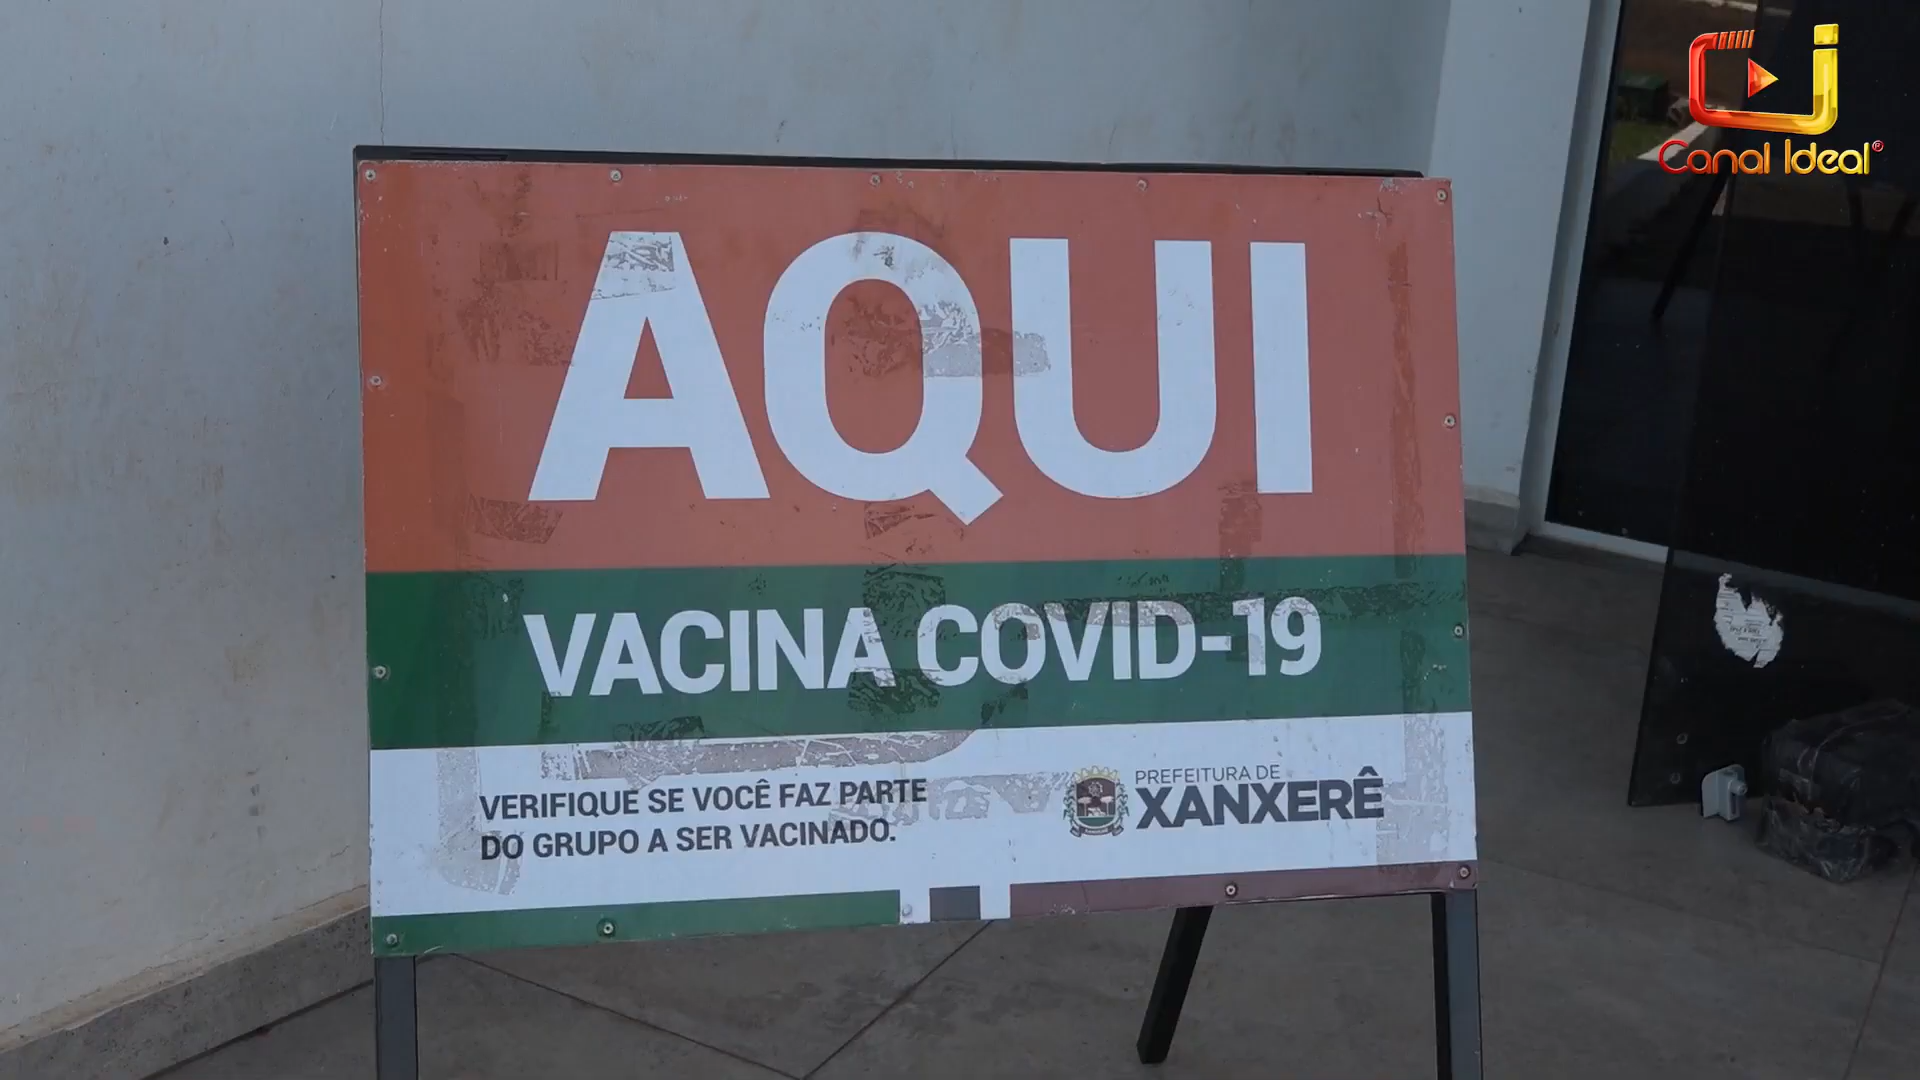 Canal Ideal®
AQUI
VACINA COVID-19
VERIFIQUE SE VOCÊ FAZ PARTE
DO GRUPO A SER VACINADO.
PREFEITURA DE
XANXERÊ